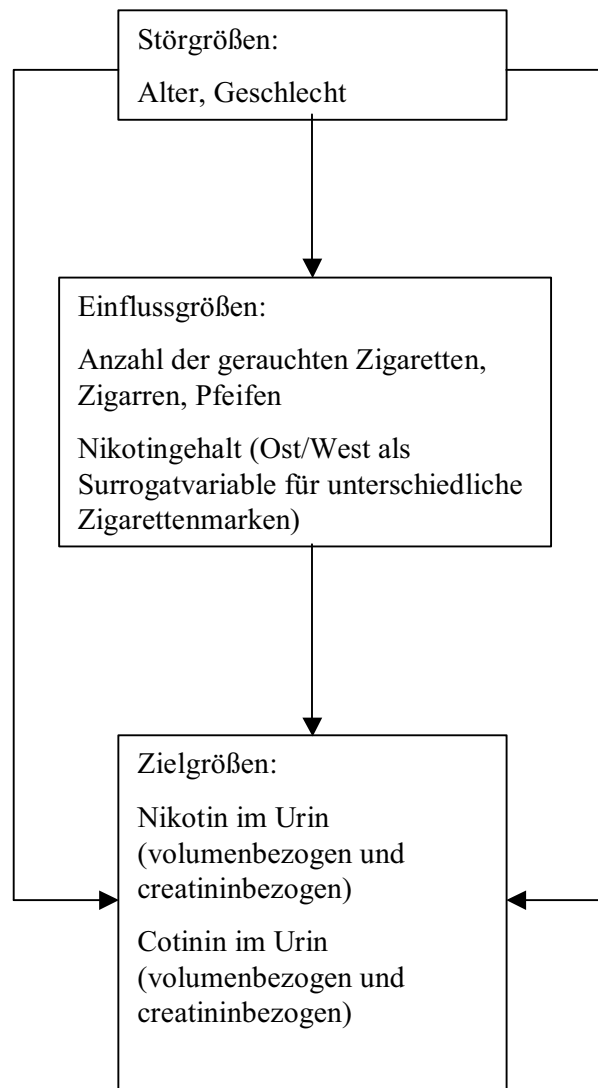 Störgrößen:
Alter, Geschlecht
Einflussgrößen:
Anzahl der gerauchten Zigaretten,
Zigarren, Pfeifen
Nikotingehalt (Ost/West als
Surrogatvariable für unterschiedliche
Zigarettenmarken)
Zielgrößen:
Nikotin im Urin
(volumenbezogen und
creatininbezogen)
Cotinin im Urin
(volumenbezogen und
creatininbezogen)